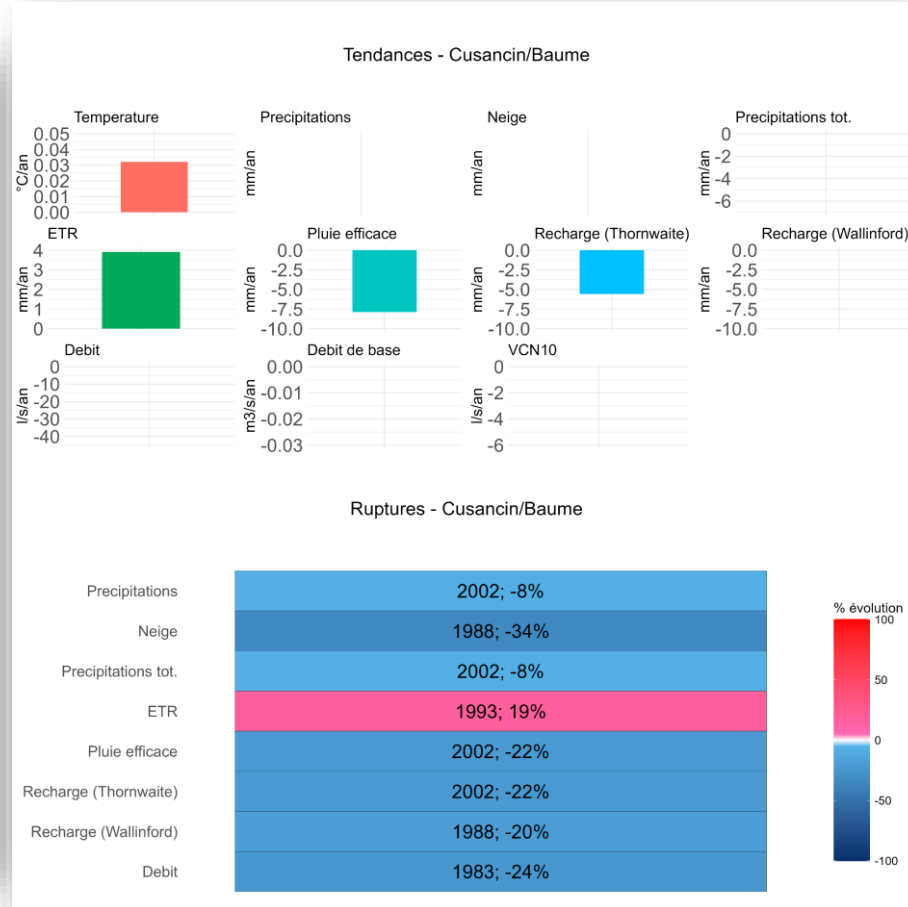 Tendances - Cusancin/Baume
Temperature
°C/an
0.05
0.04
0.03
0.02
0.01
0.00
Precipitations
mm/an
Neige
mm/an
Precipitations tot.
mm/an
0
-2
-4
-6
ETR
mm/an
4
3
2
1
0
Pluie efficace
mm/an
0.0
-2.5
-5.0
-7.5
-10.0
Recharge (Thornwaite)
mm/an
0.0
-2.5
-5.0
-7.5
-10.0
Recharge (Wallinford)
mm/an
0.0
-2.5
-5.0
-7.5
-10.0
Debit
l/s/an
0
-10
-20
-30
-40
Debit de base
m3/s/an
0.00
-0.01
-0.02
-0.03
VCN10
l/s/an
0
-2
-4
-6
Ruptures - Cusancin/Baume
Precipitations 2002; -8%
Neige 1988; -34%
Precipitations tot. 2002; -8%
ETR 1993; 19%
Pluie efficace 2002; -22%
Recharge (Thornwaite) 2002; -22%
Recharge (Wallinford) 1988; -20%
Debit 1983; -24%
% évolution
100
50
0
-50
-100